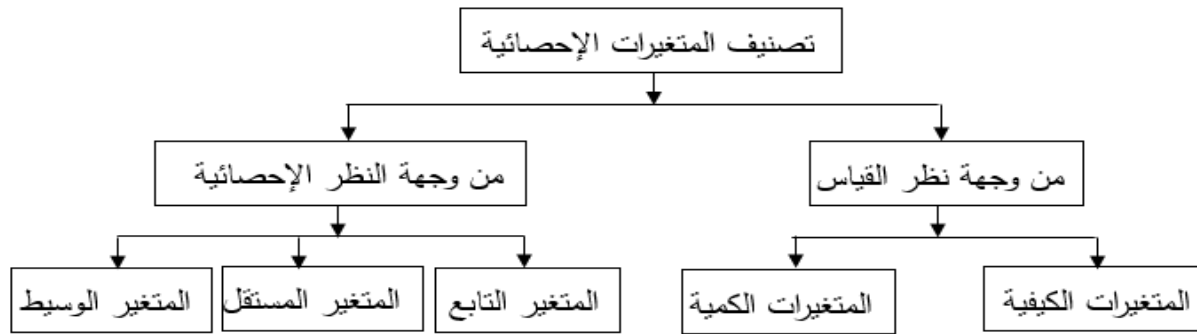 تصنيف المتغيرات الإحصائية
من وجهة نظر القياس
من وجهة النظر الإحصائية
المتغيرات الكيفية
المتغيرات الكمية
المتغير التابع
المتغير المستقل
المتغير الوسيط